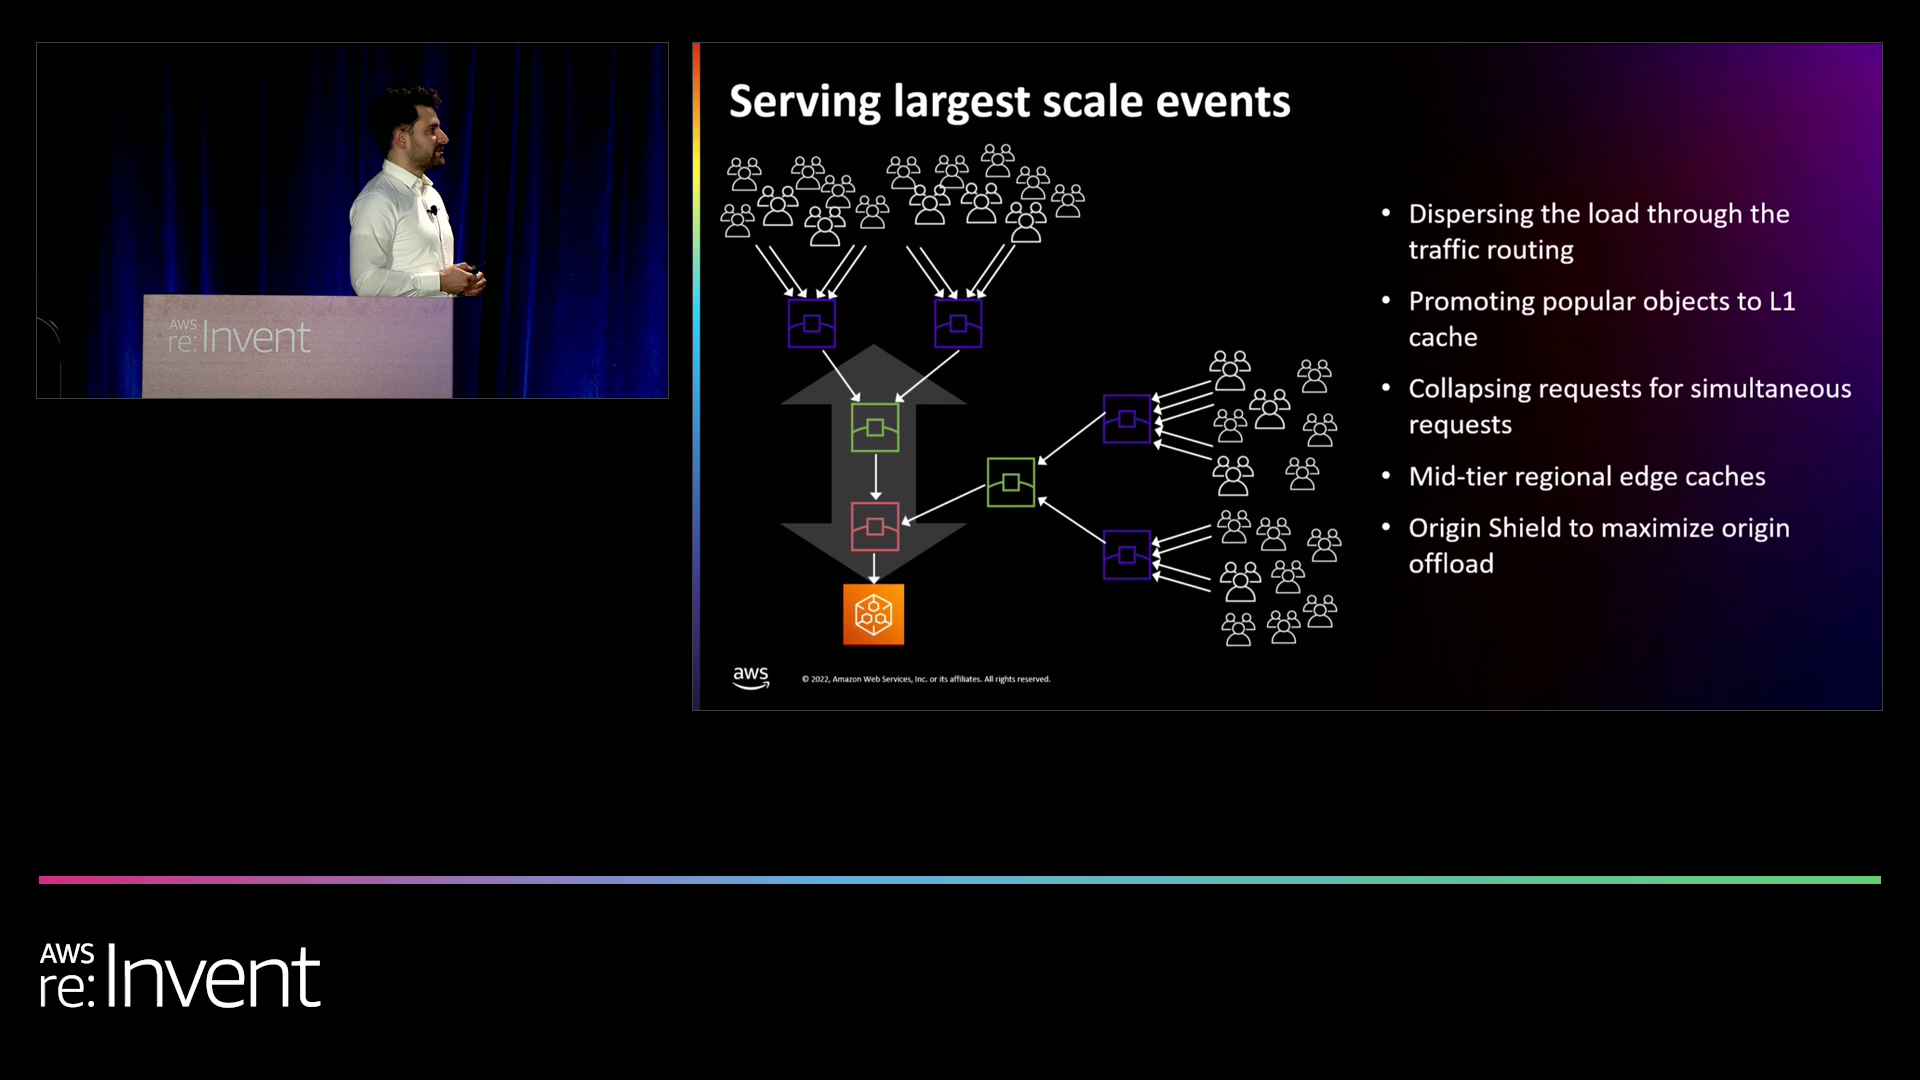 AWS
re:Invent
Serving largest scale events
• Dispersing the load through the
traffic routing
• Promoting popular objects to L1
cache
• Collapsing requests for simultaneous
requests
• Mid-tier regional edge caches
• Origin Shield to maximize origin
offload
aws
© 2022, Amazon Web Services, Inc. or its affiliates. All rights reserved.
AWS
re:Invent